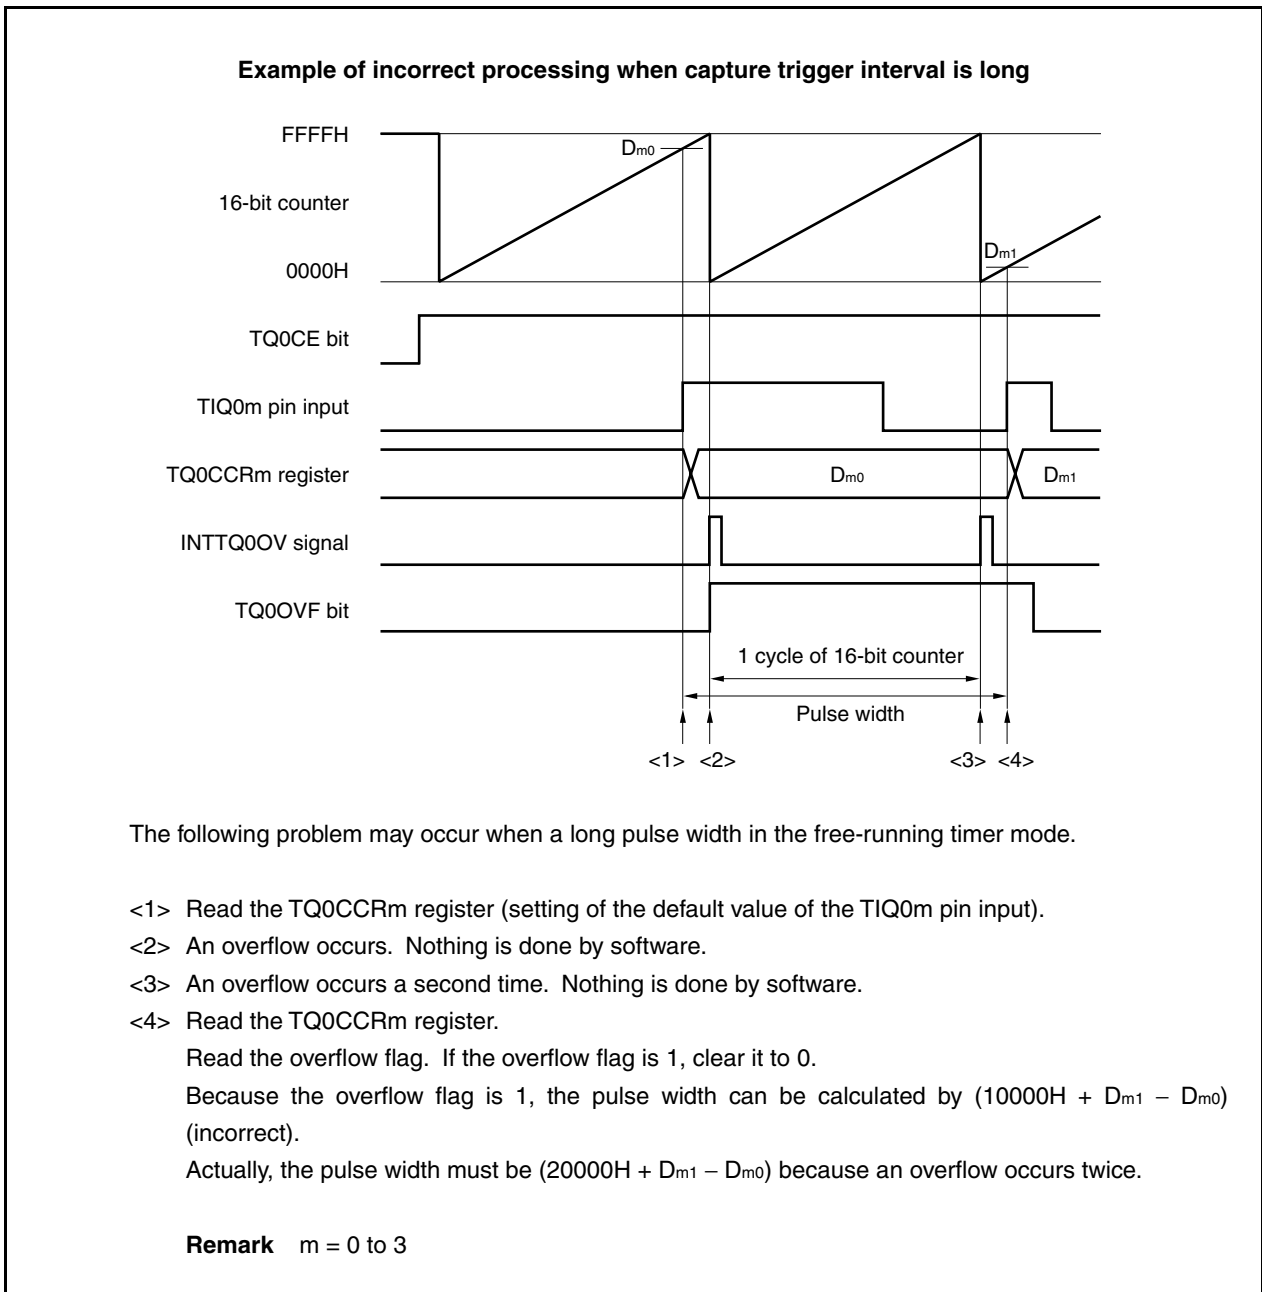 Example of incorrect processing when capture trigger interval is long
FFFFH
Dm0
16-bit counter
Dm1
0000H
TQ0CE bit
TIQ0m pin input
TQ0CCRm register
Dm0
Dm1
INTTQ0OV signal
TQ0OVF bit
1 cycle of 16-bit counter
Pulse width
<1> <2> <3> <4>
The following problem may occur when a long pulse width in the free-running timer mode.
<1> Read the TQ0CCRm register (setting of the default value of the TIQ0m pin input).
<2> An overflow occurs. Nothing is done by software.
<3> An overflow occurs a second time. Nothing is done by software.
<4> Read the TQ0CCRm register.
Read the overflow flag. If the overflow flag is 1, clear it to 0.
Because the overflow flag is 1, the pulse width can be calculated by (10000H + Dm1 − Dm0)
(incorrect).
Actually, the pulse width must be (20000H + Dm1 − Dm0) because an overflow occurs twice.
Remark m = 0 to 3